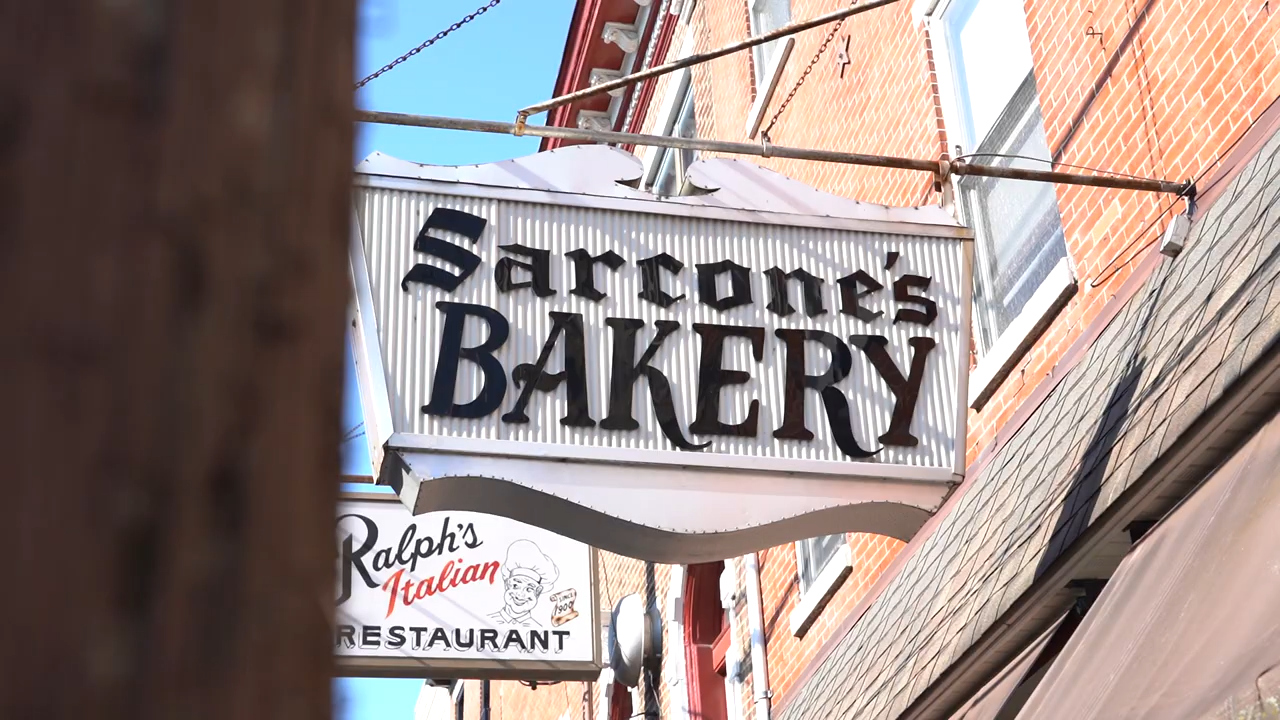 Sarcone's
BAKERY
Ralph's
Italian
SINCE
1900
RESTAURANT